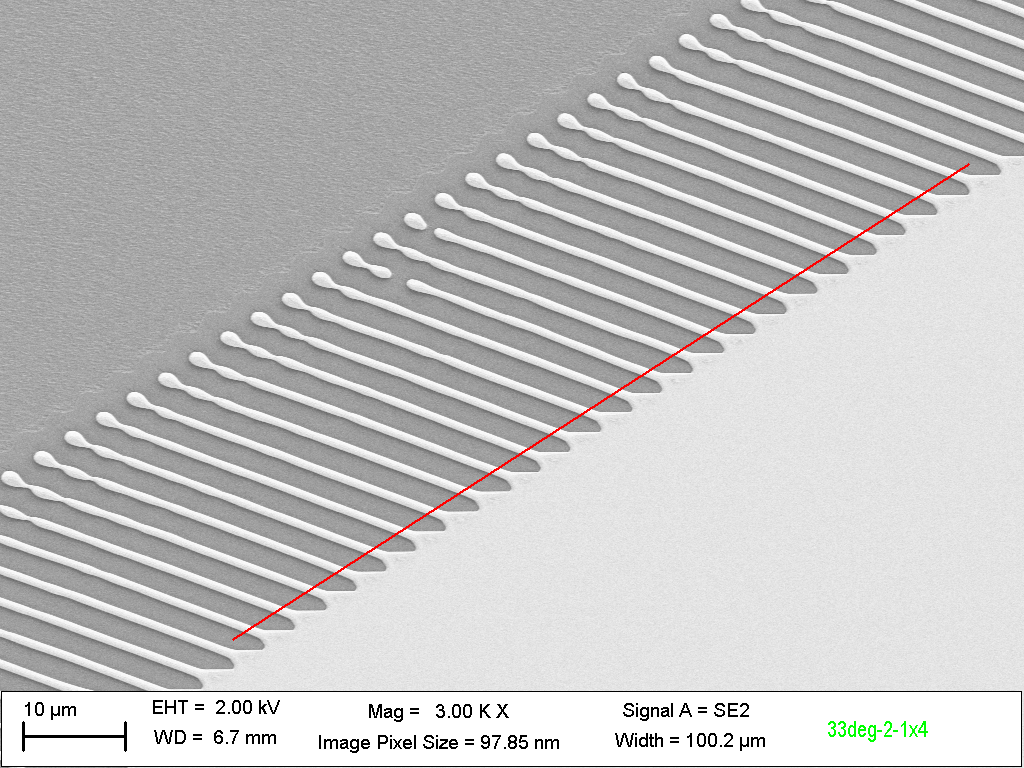 10 µm
EHT = 2.00 kV
WD = 6.7 mm
Mag = 3.00 K X
Image Pixel Size = 97.85 nm
Signal A = SE2
Width = 100.2 µm
33deg-2-1x4